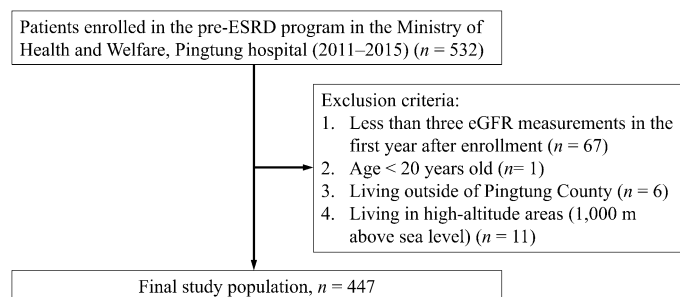 Patients enrolled in the pre-ESRD program in the Ministry of
Health and Welfare, Pingtung hospital (2011–2015) (n = 532)
Exclusion criteria:
1. Less than three eGFR measurements in the
first year after enrollment (n = 67)
2. Age < 20 years old (n= 1)
3. Living outside of Pingtung County (n = 6)
4. Living in high-altitude areas (1,000 m
above sea level) (n = 11)
Final study population, n = 447